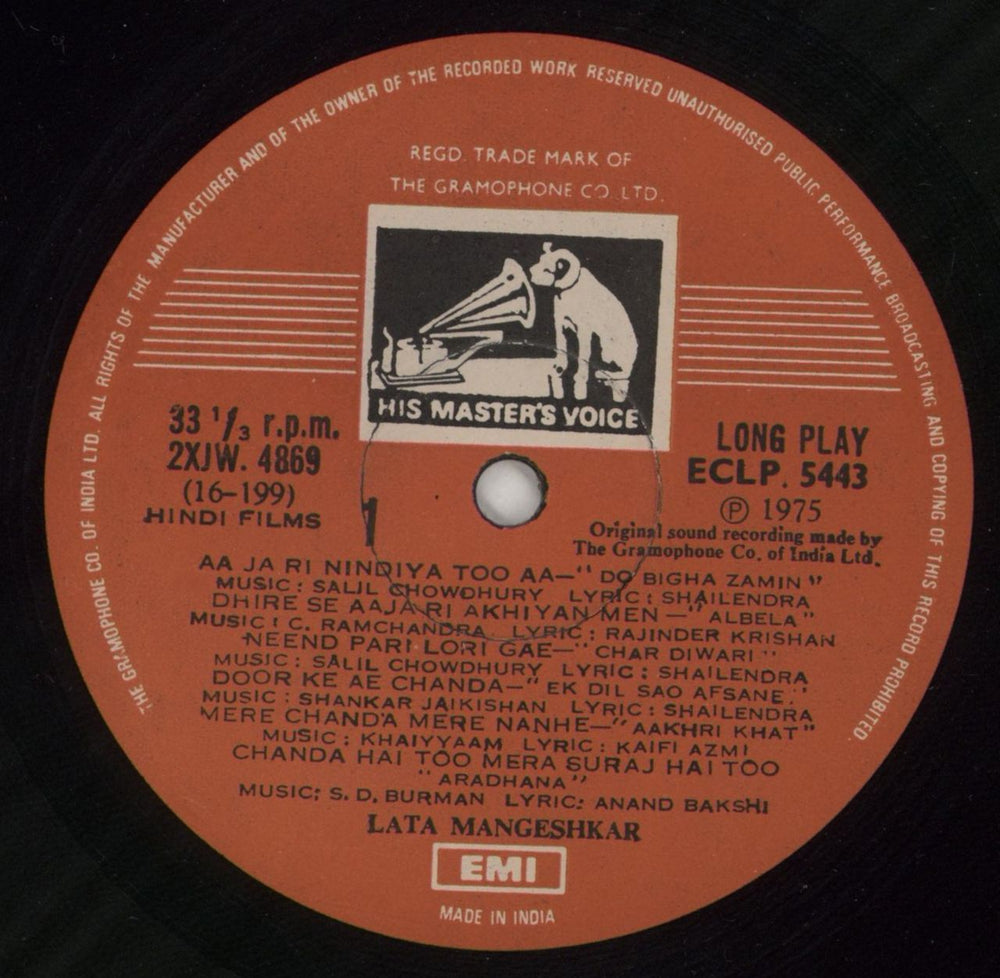 THE GRAMOPHONE CO. OF INDIA LTD. ALL RIGHTS OF THE MANUFACTURER AND OF THE OWNER OF THE RECORDED WORK RESERVED UNAUTHORISED PUBLIC PERFORMANCE BROADCASTING AND COPYING OF THIS RECORD PROHIBITED.
REGD. TRADE MARK OF
THE GRAMOPHONE CO. LTD.
HIS MASTER'S VOICE
33 1/3 r.p.m.
2XJW. 4869
(16-199)
HINDI FILMS
1
LONG PLAY
ECLP. 5443
℗ 1975
Original sound recording made by
The Gramophone Co. of India Ltd.
AA JA RI NINDIYA TOO AA—"DO BIGHA ZAMIN"
MUSIC: SALIL CHOWDHURY LYRIC: SHAILENDRA
DHIRE SE AAJA RI AKHIYAN MEN—"ALBELA"
MUSIC: C. RAMCHANDRA LYRIC: RAJINDER KRISHAN
NEEND PARI LORI GAE—"CHAR DIWARI"
MUSIC: SALIL CHOWDHURY LYRIC: SHAILENDRA
DOOR KE AE CHANDA—"EK DIL SAO AFSANE"
MUSIC: SHANKAR JAIKISHAN LYRIC: SHAILENDRA
MERE CHANDA MERE NANHE—"AAKHRI KHAT"
MUSIC: KHAIYYAAM LYRIC: KAIFI AZMI
CHANDA HAI TOO MERA SURAJ HAI TOO
"ARADHANA"
MUSIC: S. D. BURMAN LYRIC: ANAND BAKSHI
LATA MANGESHKAR
EMI
MADE IN INDIA